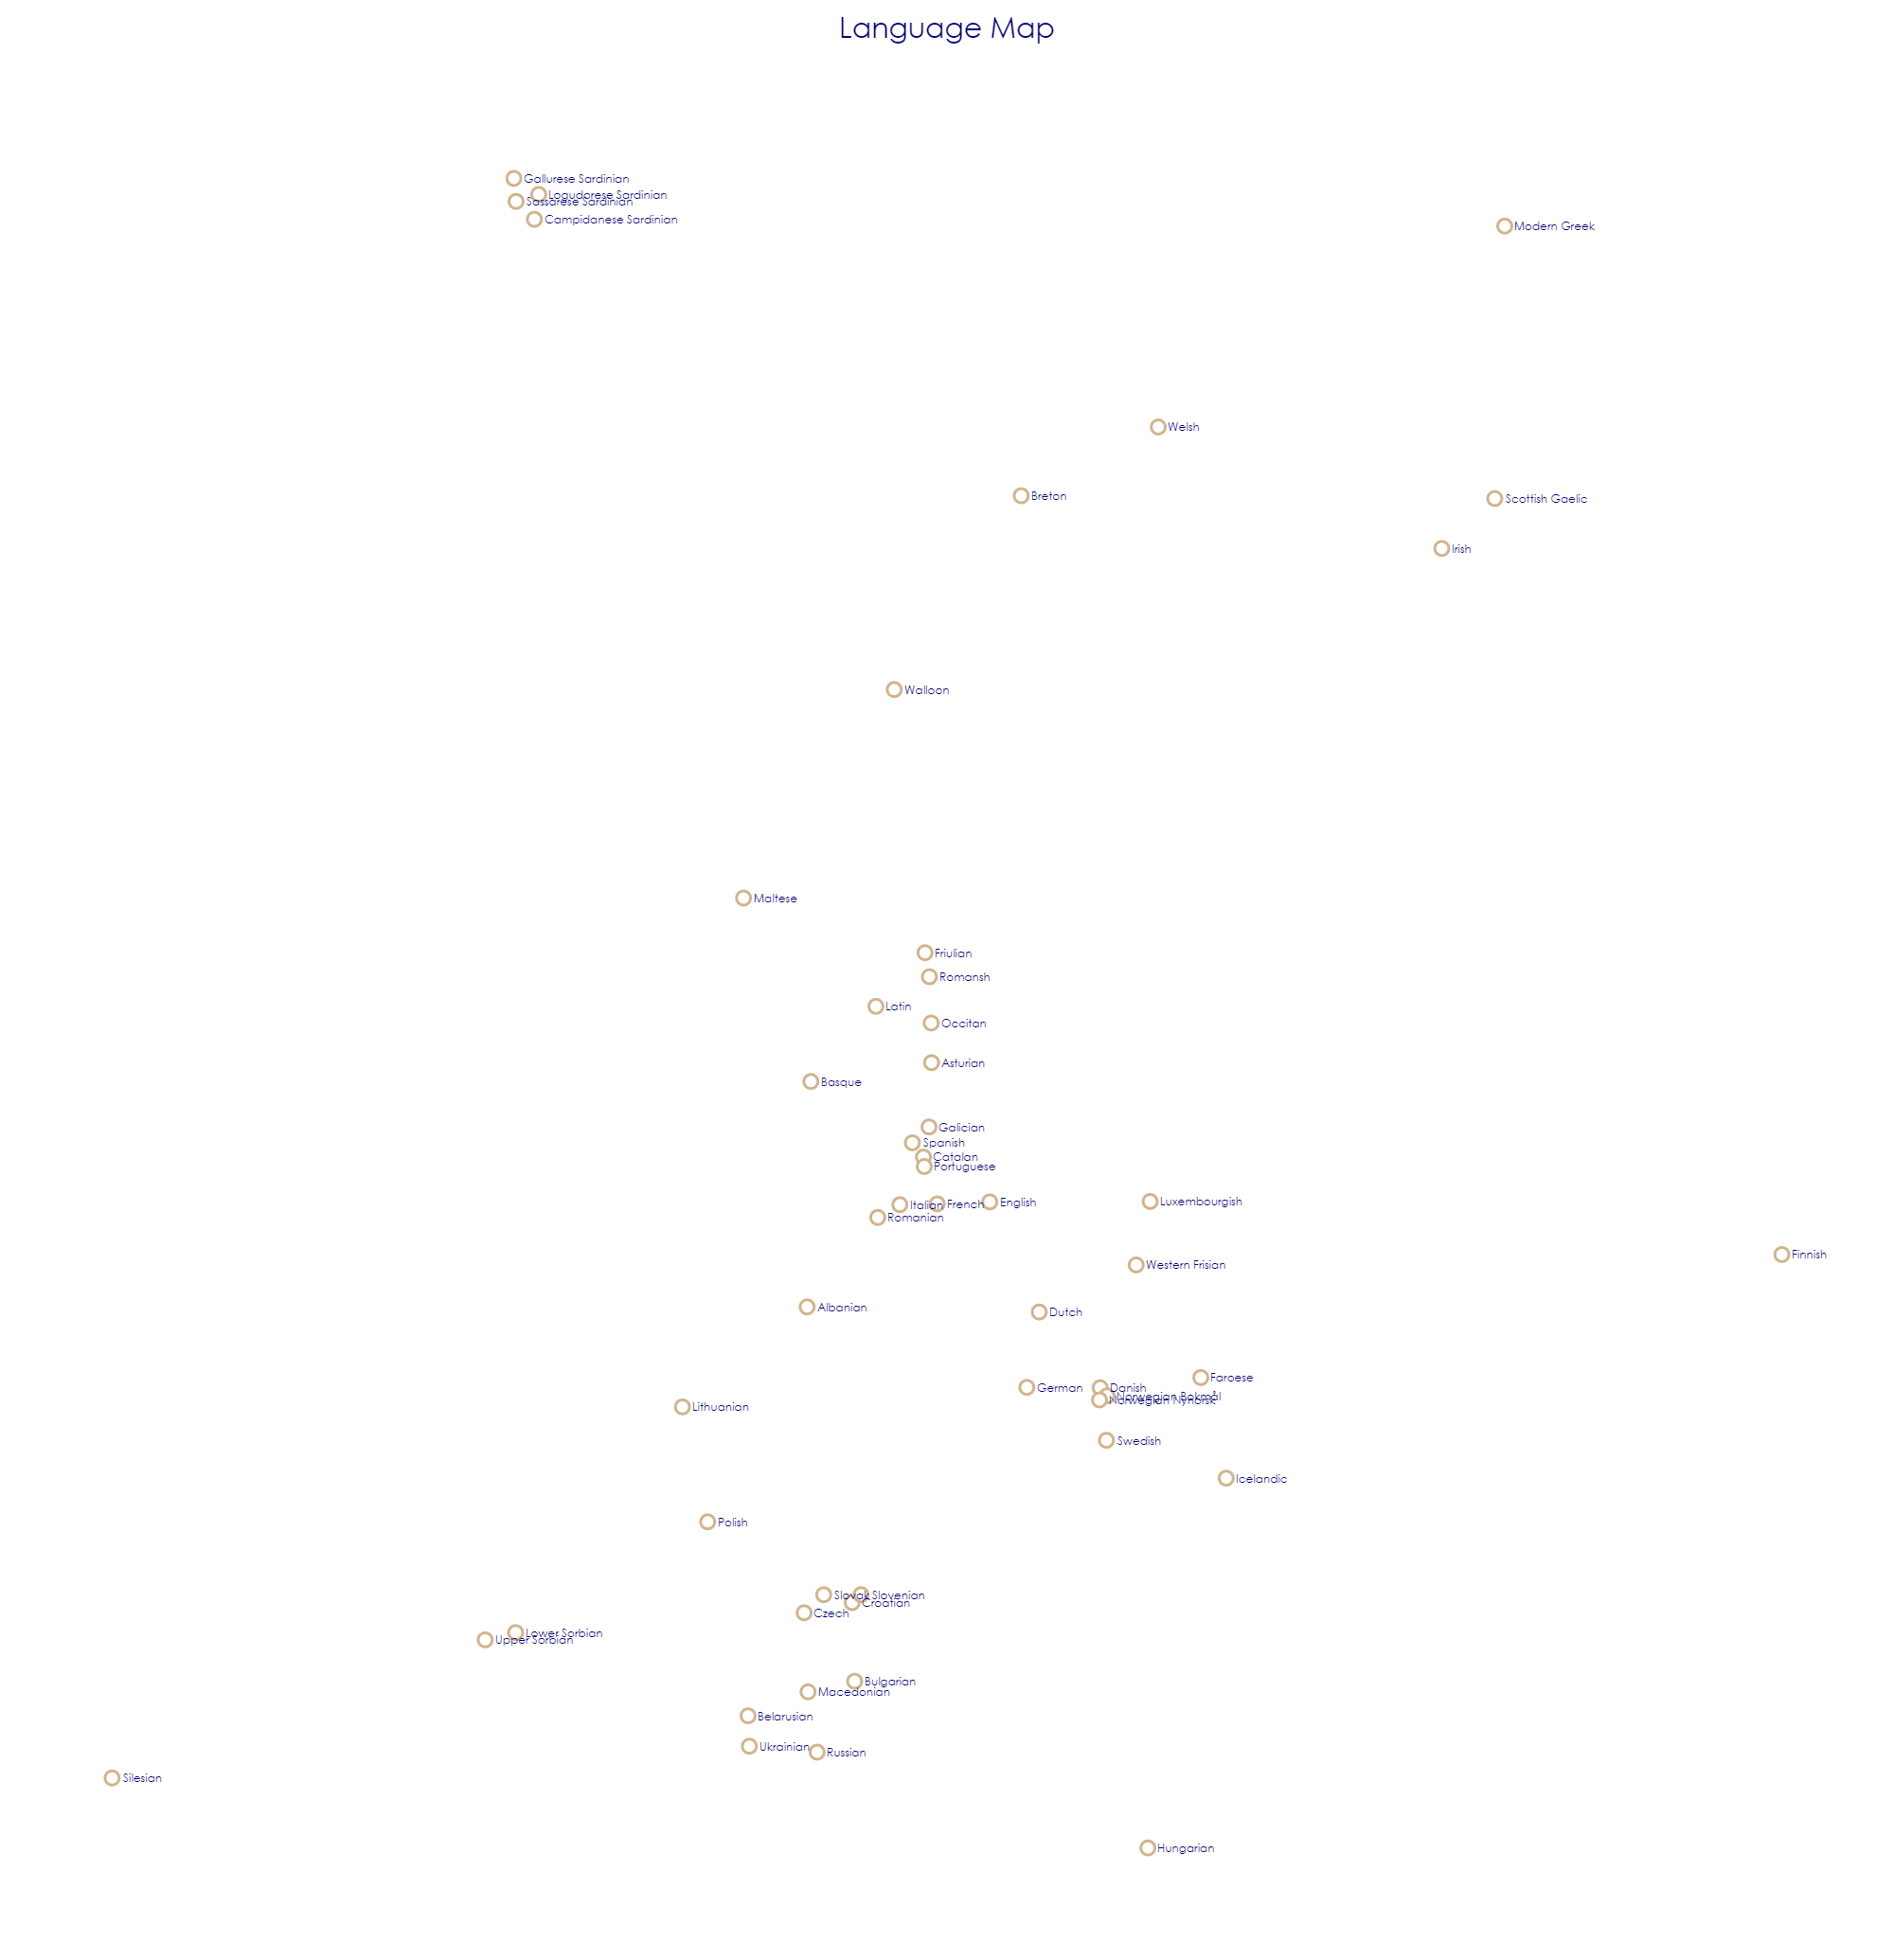 Language Map
Gallurese Sardinian
Logudorese Sardinian
Sassarese Sardinian
Campidanese Sardinian
Modern Greek
Welsh
Breton
Scottish Gaelic
Irish
Walloon
Maltese
Friulian
Romansh
Latin
Occitan
Asturian
Basque
Galician
Spanish
Catalan
Portuguese
Italian
French
English
Luxembourgish
Romanian
Finnish
Western Frisian
Albanian
Dutch
Faroese
German
Danish
Norwegian Bokmål
Norwegian Nynorsk
Lithuanian
Swedish
Icelandic
Polish
Slovak
Slovenian
Croatian
Czech
Lower Sorbian
Upper Sorbian
Bulgarian
Macedonian
Belarusian
Ukrainian
Russian
Silesian
Hungarian